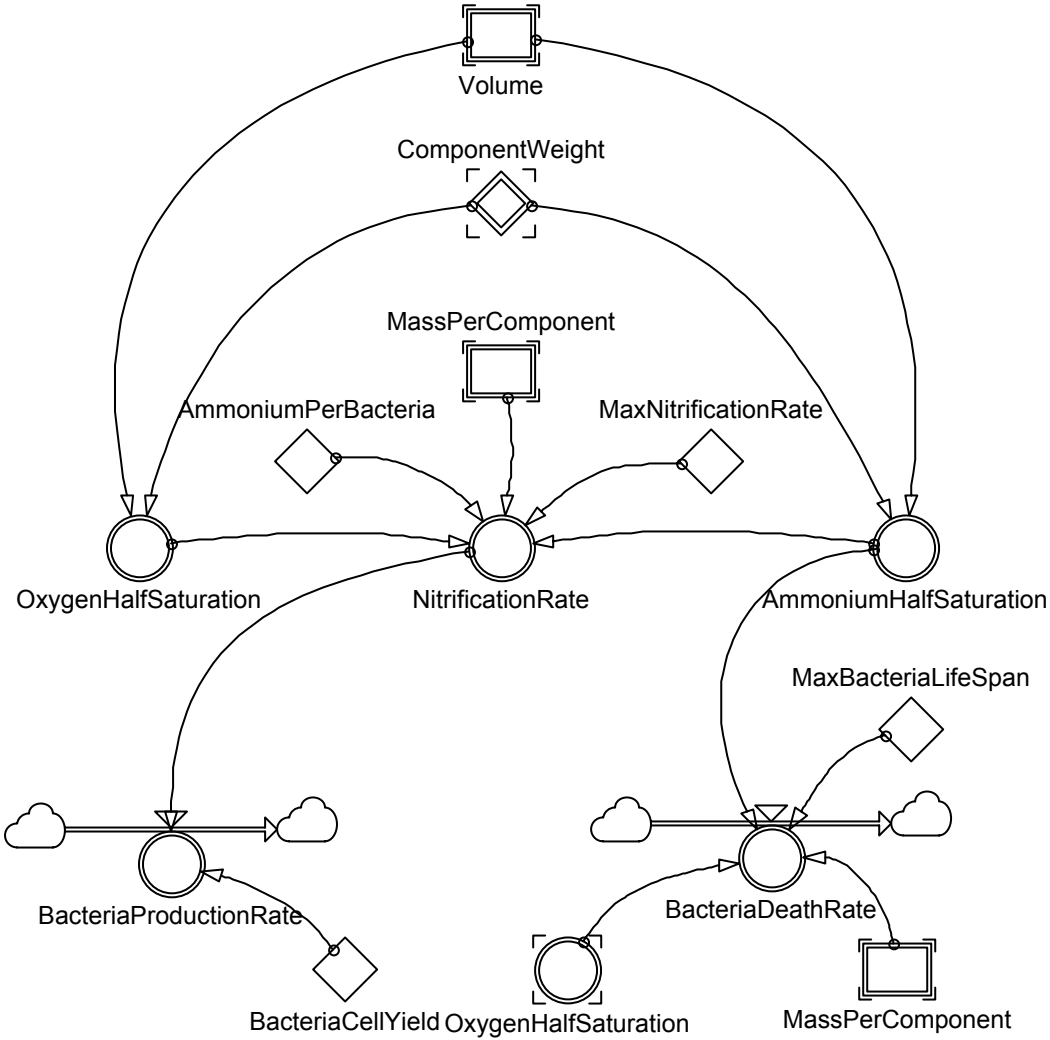 Volume
ComponentWeight
MassPerComponent
AmmoniumPerBacteria
MaxNitrificationRate
OxygenHalfSaturation
NitrificationRate
AmmoniumHalfSaturation
MaxBacteriaLifeSpan
BacteriaProductionRate
BacteriaDeathRate
BacteriaCellYield
OxygenHalfSaturation
MassPerComponent